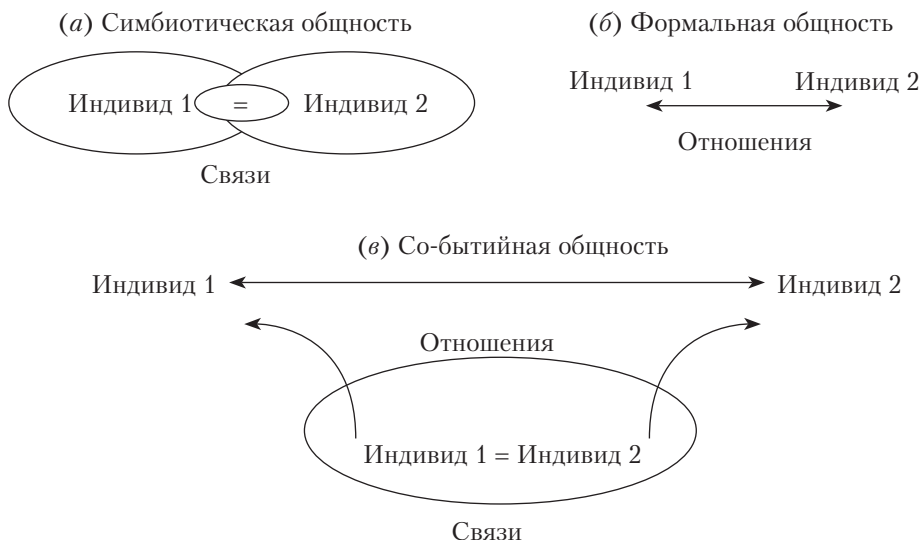 (а) Симбиотическая общность
Индивид 1 = Индивид 2
Связи
(б) Формальная общность
Индивид 1 Индивид 2
Отношения
(в) Со-бытийная общность
Индивид 1 Индивид 2
Отношения
Индивид 1 = Индивид 2
Связи